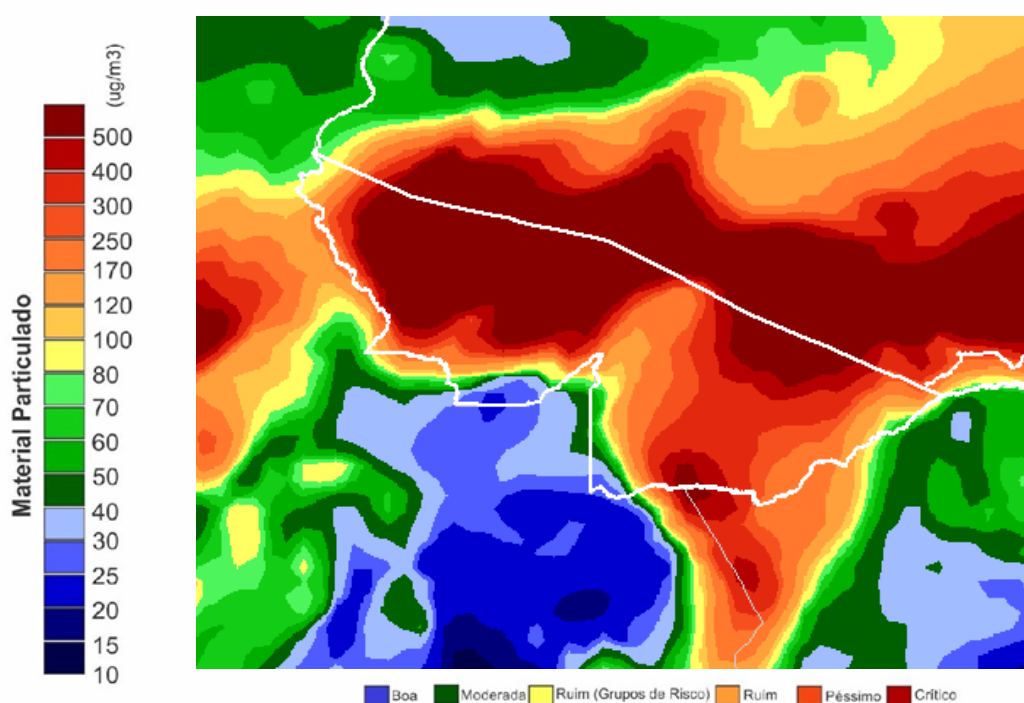 (ug/m3)
Material Particulado
500
400
300
250
170
120
100
80
70
60
50
40
30
25
20
15
10
Boa
Moderada
Ruim (Grupos de Risco)
Ruim
Péssimo
Crítico